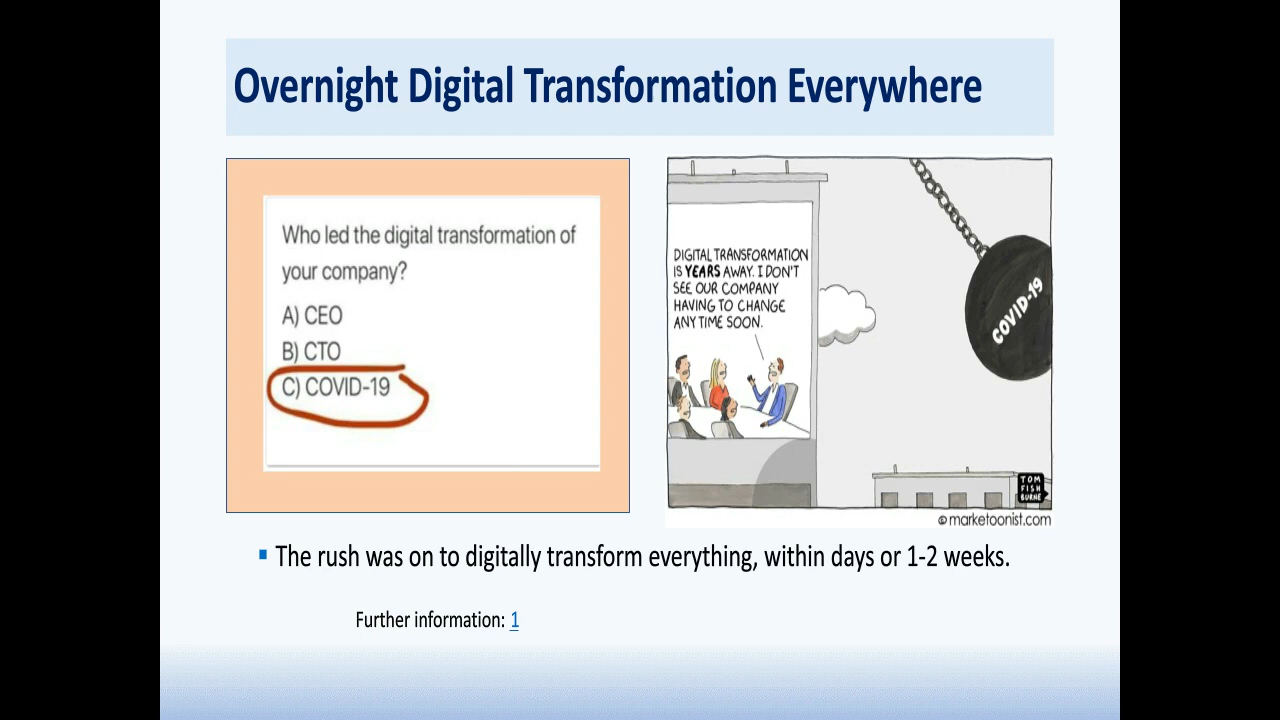 Overnight Digital Transformation Everywhere
Who led the digital transformation of
your company?
A) CEO
B) CTO
C) COVID-19
DIGITAL TRANSFORMATION
IS YEARS AWAY. I DON'T
SEE OUR COMPANY
HAVING TO CHANGE
ANY TIME SOON.
COVID-19
TOM
FISH
BURNE
© marketoonist.com
▪ The rush was on to digitally transform everything, within days or 1-2 weeks.
Further information: 1